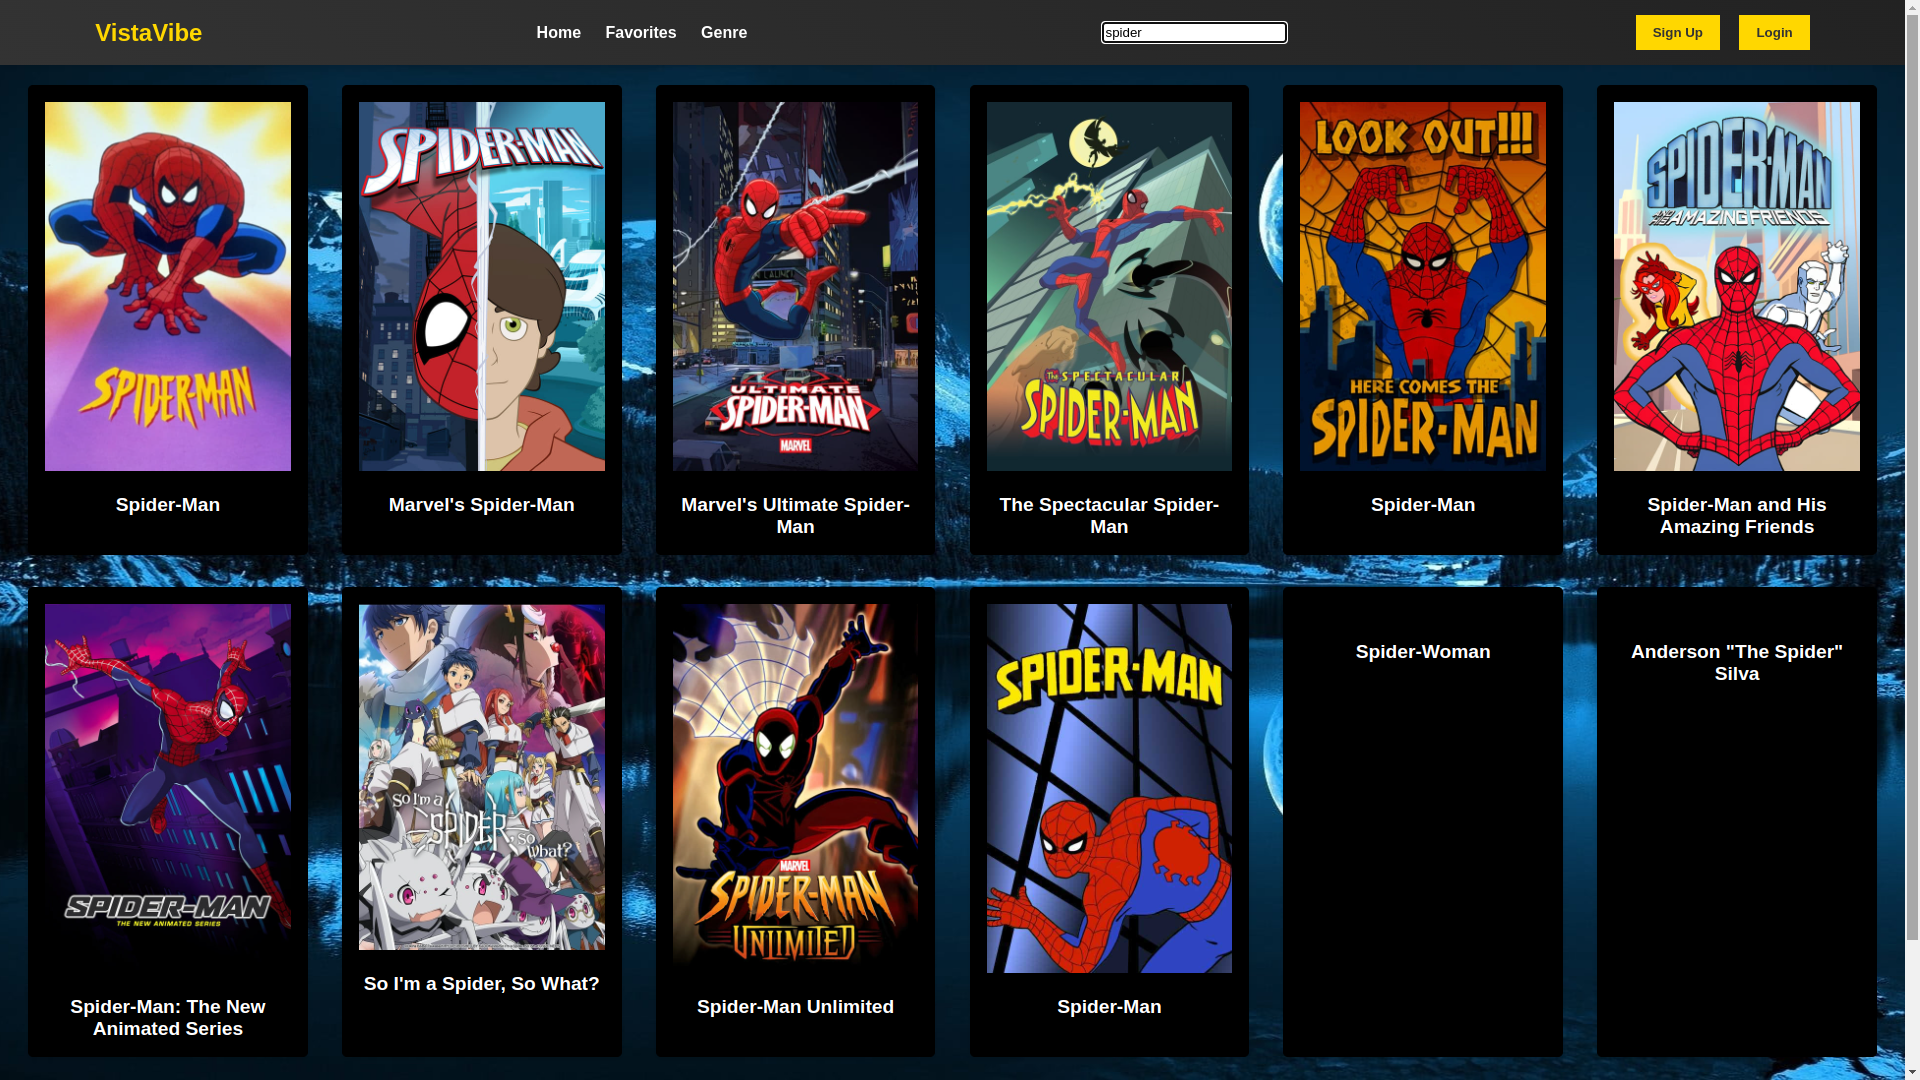 VistaVibe
Home
Favorites
Genre
spider
Sign Up
Login
SPIDER-MAN
Spider-Man
SPIDER-MAN
Marvel's Spider-Man
ULTIMATE
SPIDER-MAN
MARVEL
Marvel's Ultimate Spider-
Man
The SPECTACULAR
SPIDER-MAN
The Spectacular Spider-
Man
LOOK OUT!!!
HERE COMES THE
SPIDER-MAN
Spider-Man
SPIDER-MAN
AND HIS AMAZING FRIENDS
Spider-Man and His
Amazing Friends
SPIDER-MAN
THE NEW ANIMATED SERIES
Spider-Man: The New
Animated Series
So I'm a
SPIDER, So
What?
So I'm a Spider, So What?
MARVEL
SPIDER-MAN
UNLIMITED
Spider-Man Unlimited
SPIDER-MAN
Spider-Man
Spider-Woman
Anderson "The Spider"
Silva